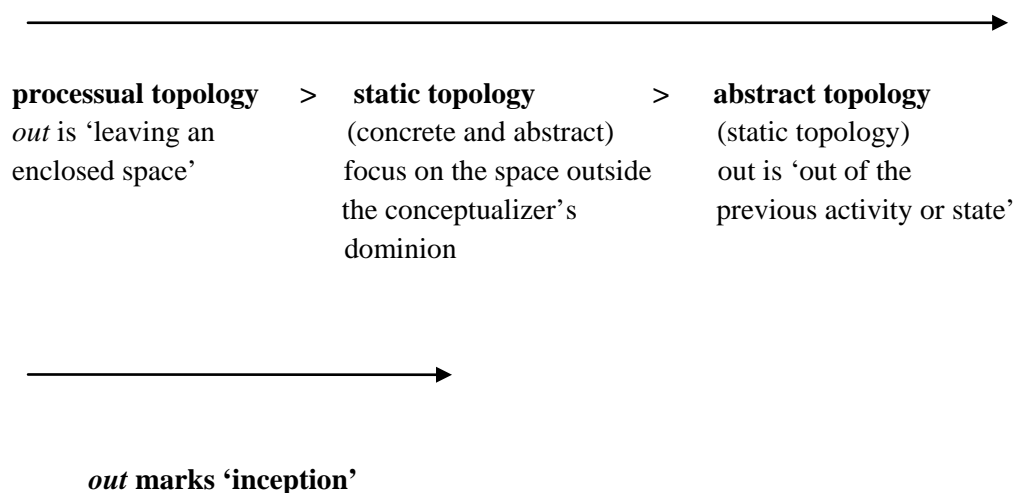 processual topology > static topology > abstract topology
out is ‘leaving an (concrete and abstract) (static topology)
enclosed space’ focus on the space outside out is ‘out of the
the conceptualizer’s previous activity or state’
dominion
out marks ‘inception’